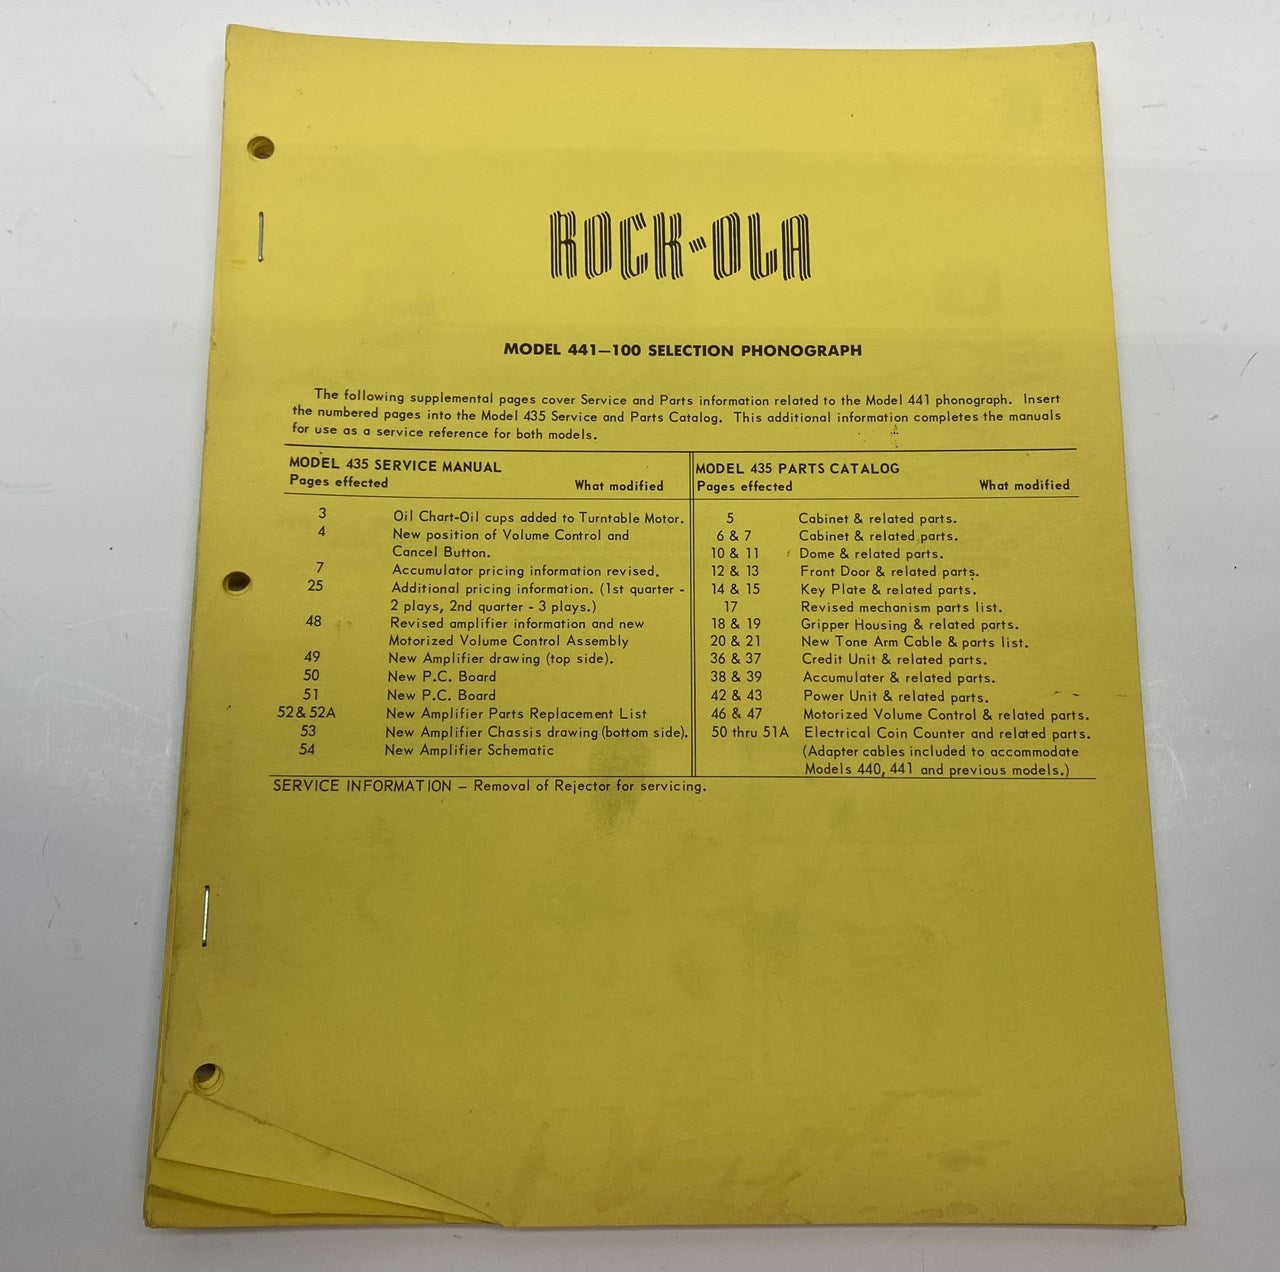 ROCK-OLA
MODEL 441—100 SELECTION PHONOGRAPH
The following supplemental pages cover Service and Parts information related to the Model 441 phonograph. Insert
the numbered pages into the Model 435 Service and Parts Catalog. This additional information completes the manuals
for use as a service reference for both models.
MODEL 435 SERVICE MANUAL
Pages effected What modified
3 Oil Chart-Oil cups added to Turntable Motor.
4 New position of Volume Control and
Cancel Button.
7 Accumulator pricing information revised.
25 Additional pricing information. (1st quarter -
2 plays, 2nd quarter - 3 plays.)
48 Revised amplifier information and new
Motorized Volume Control Assembly
49 New Amplifier drawing (top side).
50 New P.C. Board
51 New P.C. Board
52 & 52A New Amplifier Parts Replacement List
53 New Amplifier Chassis drawing (bottom side).
54 New Amplifier Schematic
MODEL 435 PARTS CATALOG
Pages effected What modified
5 Cabinet & related parts.
6 & 7 Cabinet & related parts.
10 & 11 Dome & related parts.
12 & 13 Front Door & related parts.
14 & 15 Key Plate & related parts.
17 Revised mechanism parts list.
18 & 19 Gripper Housing & related parts.
20 & 21 New Tone Arm Cable & parts list.
36 & 37 Credit Unit & related parts.
38 & 39 Accumulater & related parts.
42 & 43 Power Unit & related parts.
46 & 47 Motorized Volume Control & related parts.
50 thru 51A Electrical Coin Counter and related parts.
(Adapter cables included to accommodate
Models 440, 441 and previous models.)
SERVICE INFORMATION – Removal of Rejector for servicing.